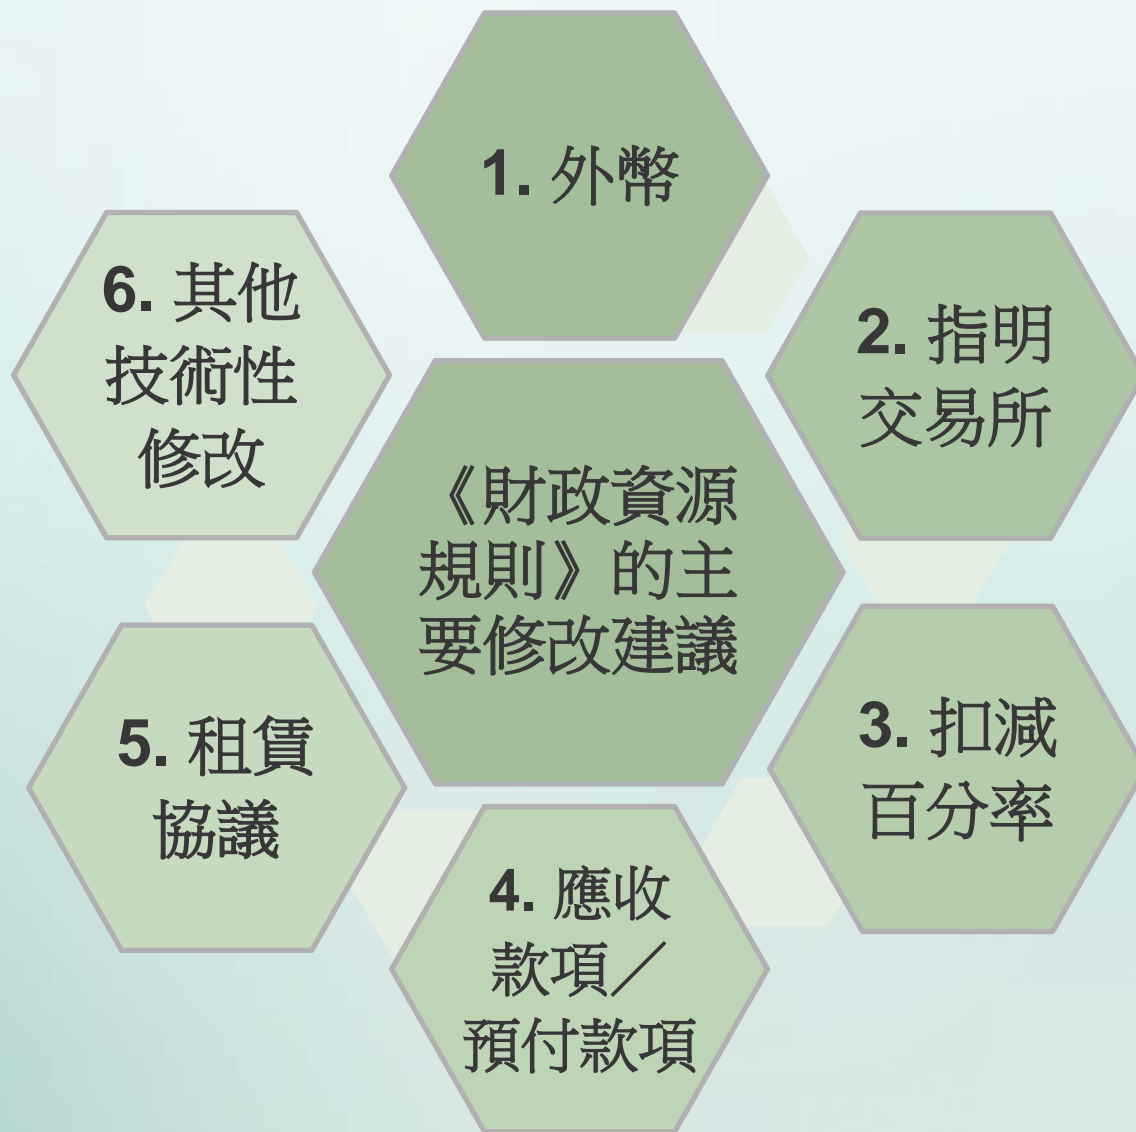 《財政資源
規則》的主
要修改建議
1. 外幣
2. 指明
交易所
3. 扣減
百分率
4. 應收
款項／
預付款項
5. 租賃
協議
6. 其他
技術性
修改